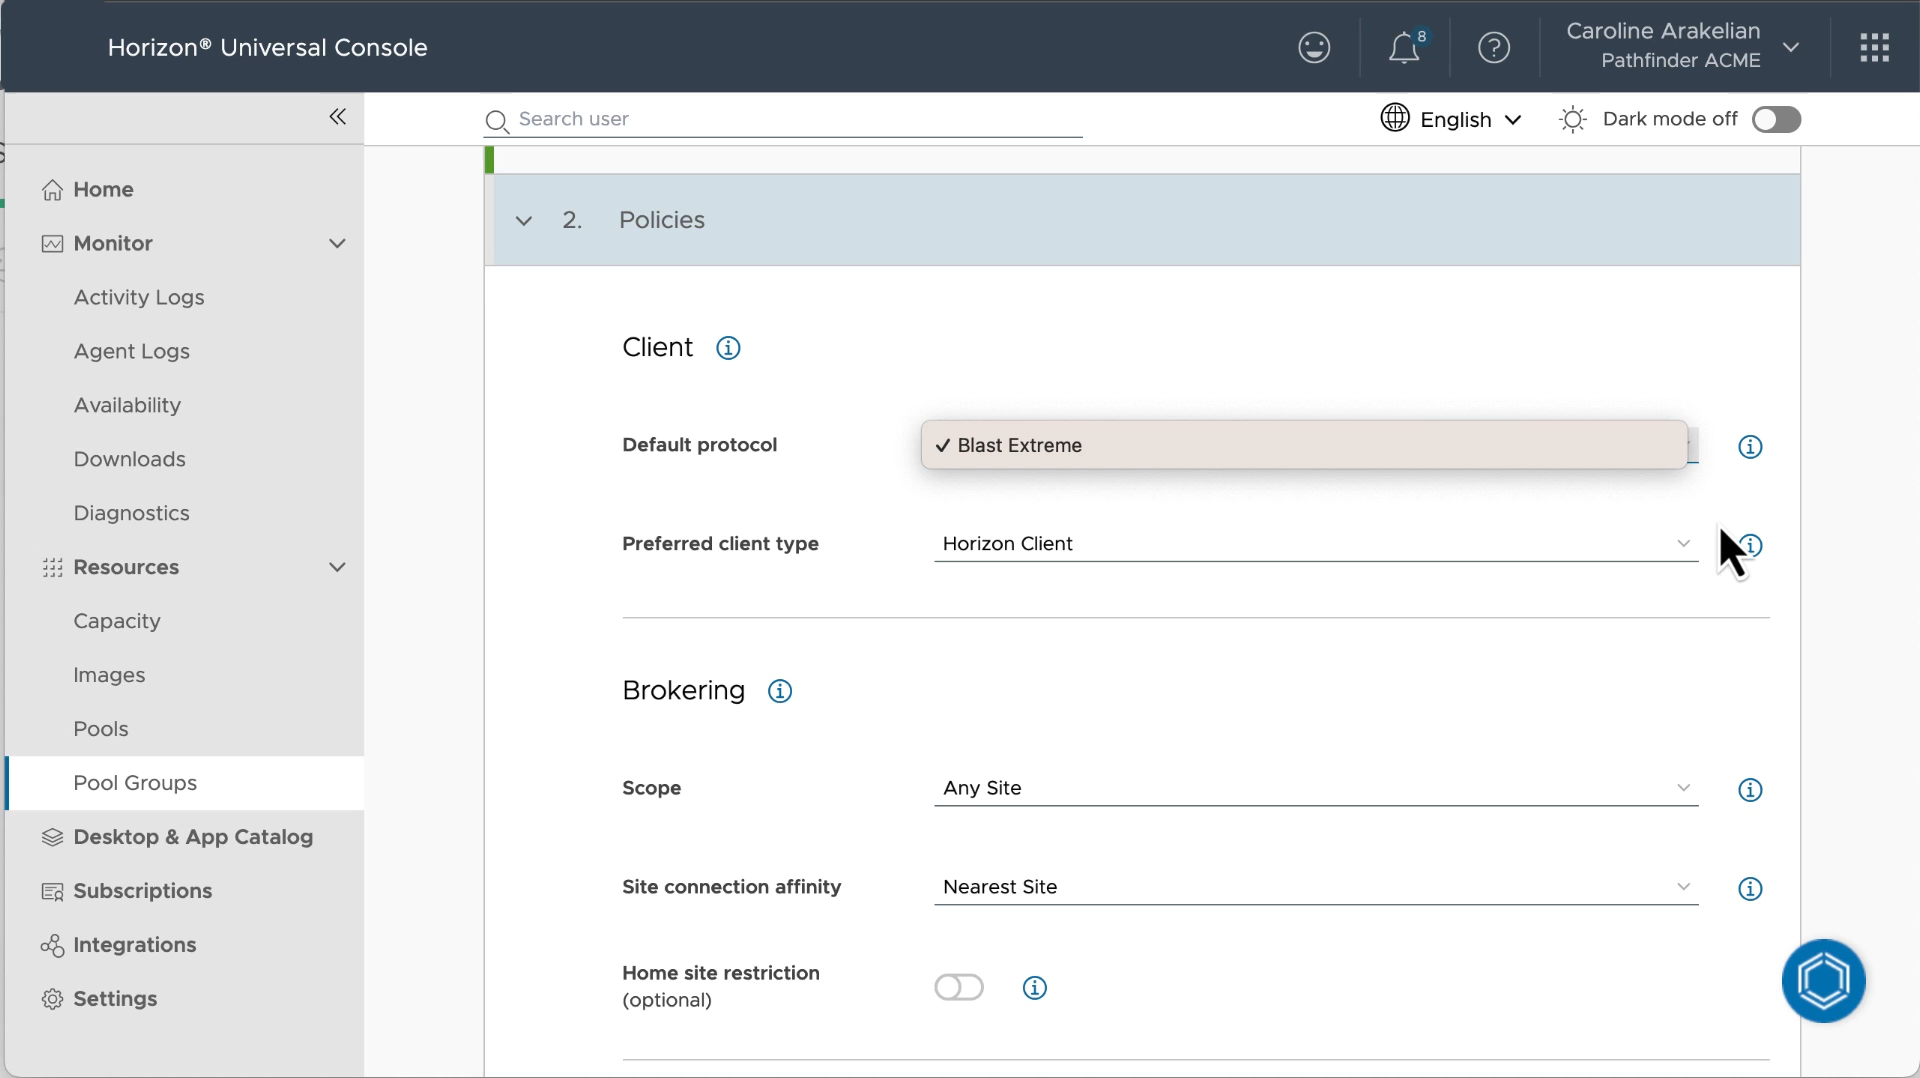 Horizon® Universal Console
8
Caroline Arakelian
Pathfinder ACME
Search user
English
Dark mode off
Home
Monitor
Activity Logs
Agent Logs
Availability
Downloads
Diagnostics
Resources
Capacity
Images
Pools
Pool Groups
Desktop & App Catalog
Subscriptions
Integrations
Settings
2. Policies
Client
Default protocol
✓ Blast Extreme
Preferred client type
Horizon Client
Brokering
Scope
Any Site
Site connection affinity
Nearest Site
Home site restriction
(optional)